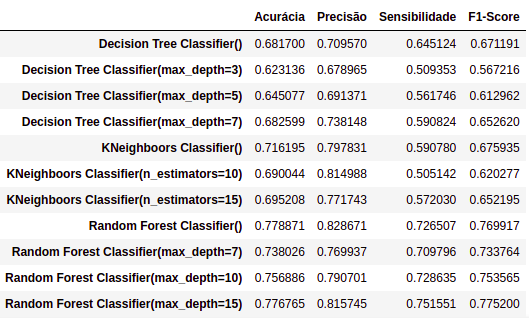 Acurácia Precisão Sensibilidade F1-Score
Decision Tree Classifier() 0.681700 0.709570 0.645124 0.671191
Decision Tree Classifier(max_depth=3) 0.623136 0.678965 0.509353 0.567216
Decision Tree Classifier(max_depth=5) 0.645077 0.691371 0.561746 0.612962
Decision Tree Classifier(max_depth=7) 0.682599 0.738148 0.590824 0.652620
KNeighboors Classifier() 0.716195 0.797831 0.590780 0.675935
KNeighboors Classifier(n_estimators=10) 0.690044 0.814988 0.505142 0.620277
KNeighboors Classifier(n_estimators=15) 0.695208 0.771743 0.572030 0.652195
Random Forest Classifier() 0.778871 0.828671 0.726507 0.769917
Random Forest Classifier(max_depth=7) 0.738026 0.769937 0.709796 0.733764
Random Forest Classifier(max_depth=10) 0.756886 0.790701 0.728635 0.753565
Random Forest Classifier(max_depth=15) 0.776765 0.815745 0.751551 0.775200